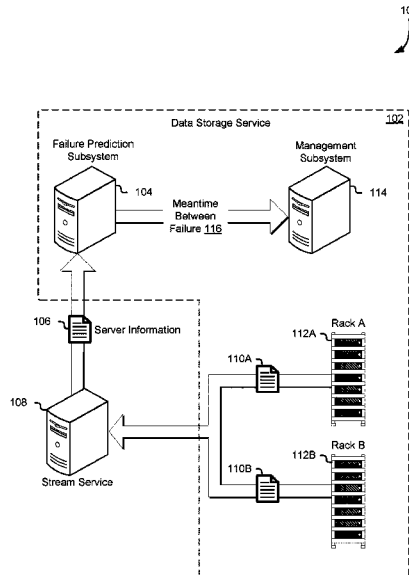 10
Data Storage Service
102
Failure Prediction
Subsystem
104
Management
Subsystem
114
Meantime
Between
Failure 116
106
Server Information
108
Stream Service
110A
Rack A
112A
110B
Rack B
112B